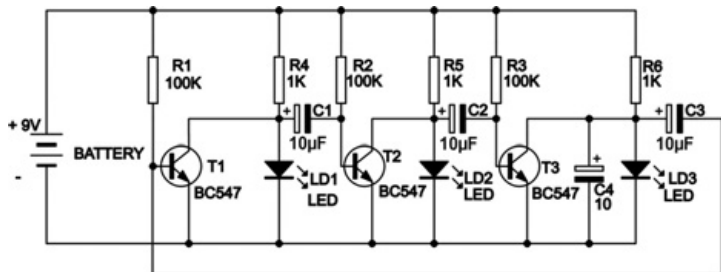 R1
100K
R4
1K
R2
100K
R5
1K
R3
100K
R6
1K
+ C1
10µF
+ C2
10µF
+ C3
10µF
+ 9V
BATTERY
-
T1
BC547
LD1
LED
T2
BC547
LD2
LED
T3
BC547
+
C4
10
LD3
LED